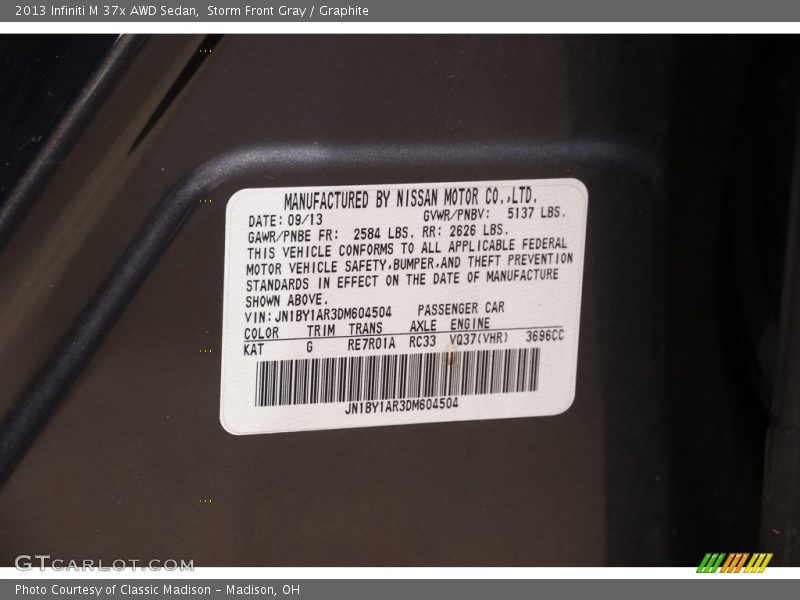 2013 Infiniti M 37x AWD Sedan, Storm Front Gray / Graphite
MANUFACTURED BY NISSAN MOTOR CO.,LTD.
DATE: 09/13 GVWR/PNBV: 5137 LBS.
GAWR/PNBE FR: 2584 LBS. RR: 2626 LBS.
THIS VEHICLE CONFORMS TO ALL APPLICABLE FEDERAL
MOTOR VEHICLE SAFETY,BUMPER,AND THEFT PREVENTION
STANDARDS IN EFFECT ON THE DATE OF MANUFACTURE
SHOWN ABOVE.
VIN:JN1BY1AR3DM604504 PASSENGER CAR
COLOR TRIM TRANS AXLE ENGINE
KAT G RE7R01A RC33 VQ37(VHR) 3696CC
JN1BY1AR3DM604504
GTCARLOT.COM
Photo Courtesy of Classic Madison - Madison, OH